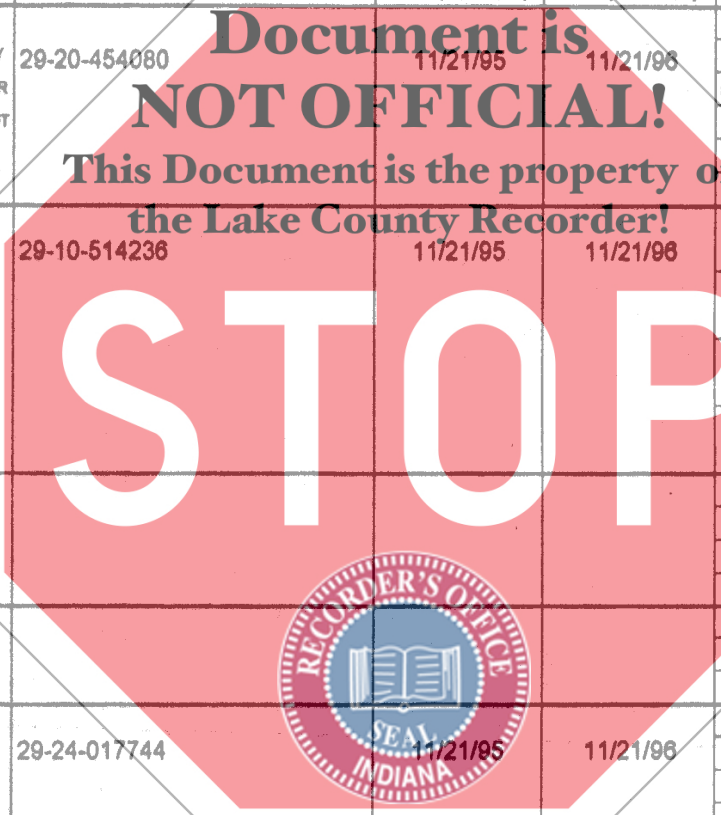 Document is
29-20-454080 11/21/95 11/21/96
NOT OFFICIAL!
This Document is the property
the Lake County Recorder!
29-10-514236 11/21/95 11/21/96
STOP
RECORDER'S OFFICE
SEAL
INDIANA
29-24-017744 11/21/95 11/21/96